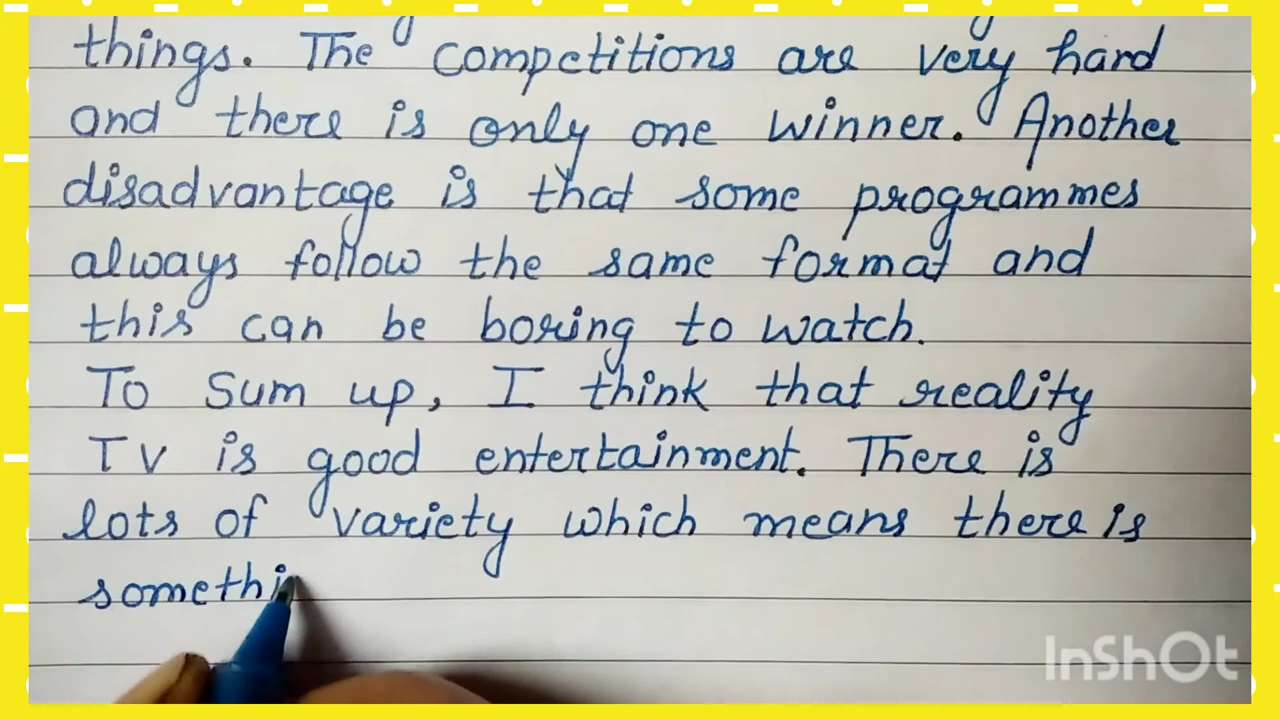 things. The competitions are very hard
and there is only one winner. Another
disadvantage is that some programmes
always follow the same format and
this can be boring to watch.
To Sum up, I think that reality
TV is good entertainment. There is
lots of variety which means there is
somethi
InShOt